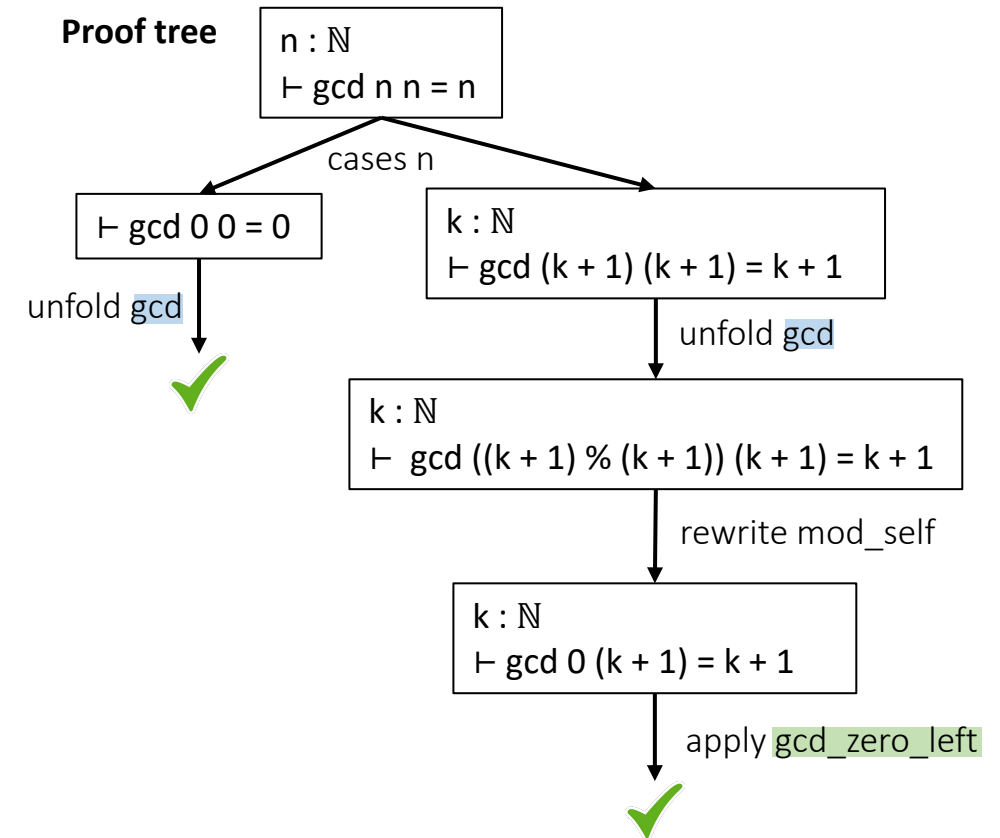 Proof tree
n : ℕ
⊢ gcd n n = n
cases n
⊢ gcd 0 0 = 0
k : ℕ
⊢ gcd (k + 1) (k + 1) = k + 1
unfold gcd
unfold gcd
k : ℕ
⊢ gcd ((k + 1) % (k + 1)) (k + 1) = k + 1
rewrite mod_self
k : ℕ
⊢ gcd 0 (k + 1) = k + 1
apply gcd_zero_left